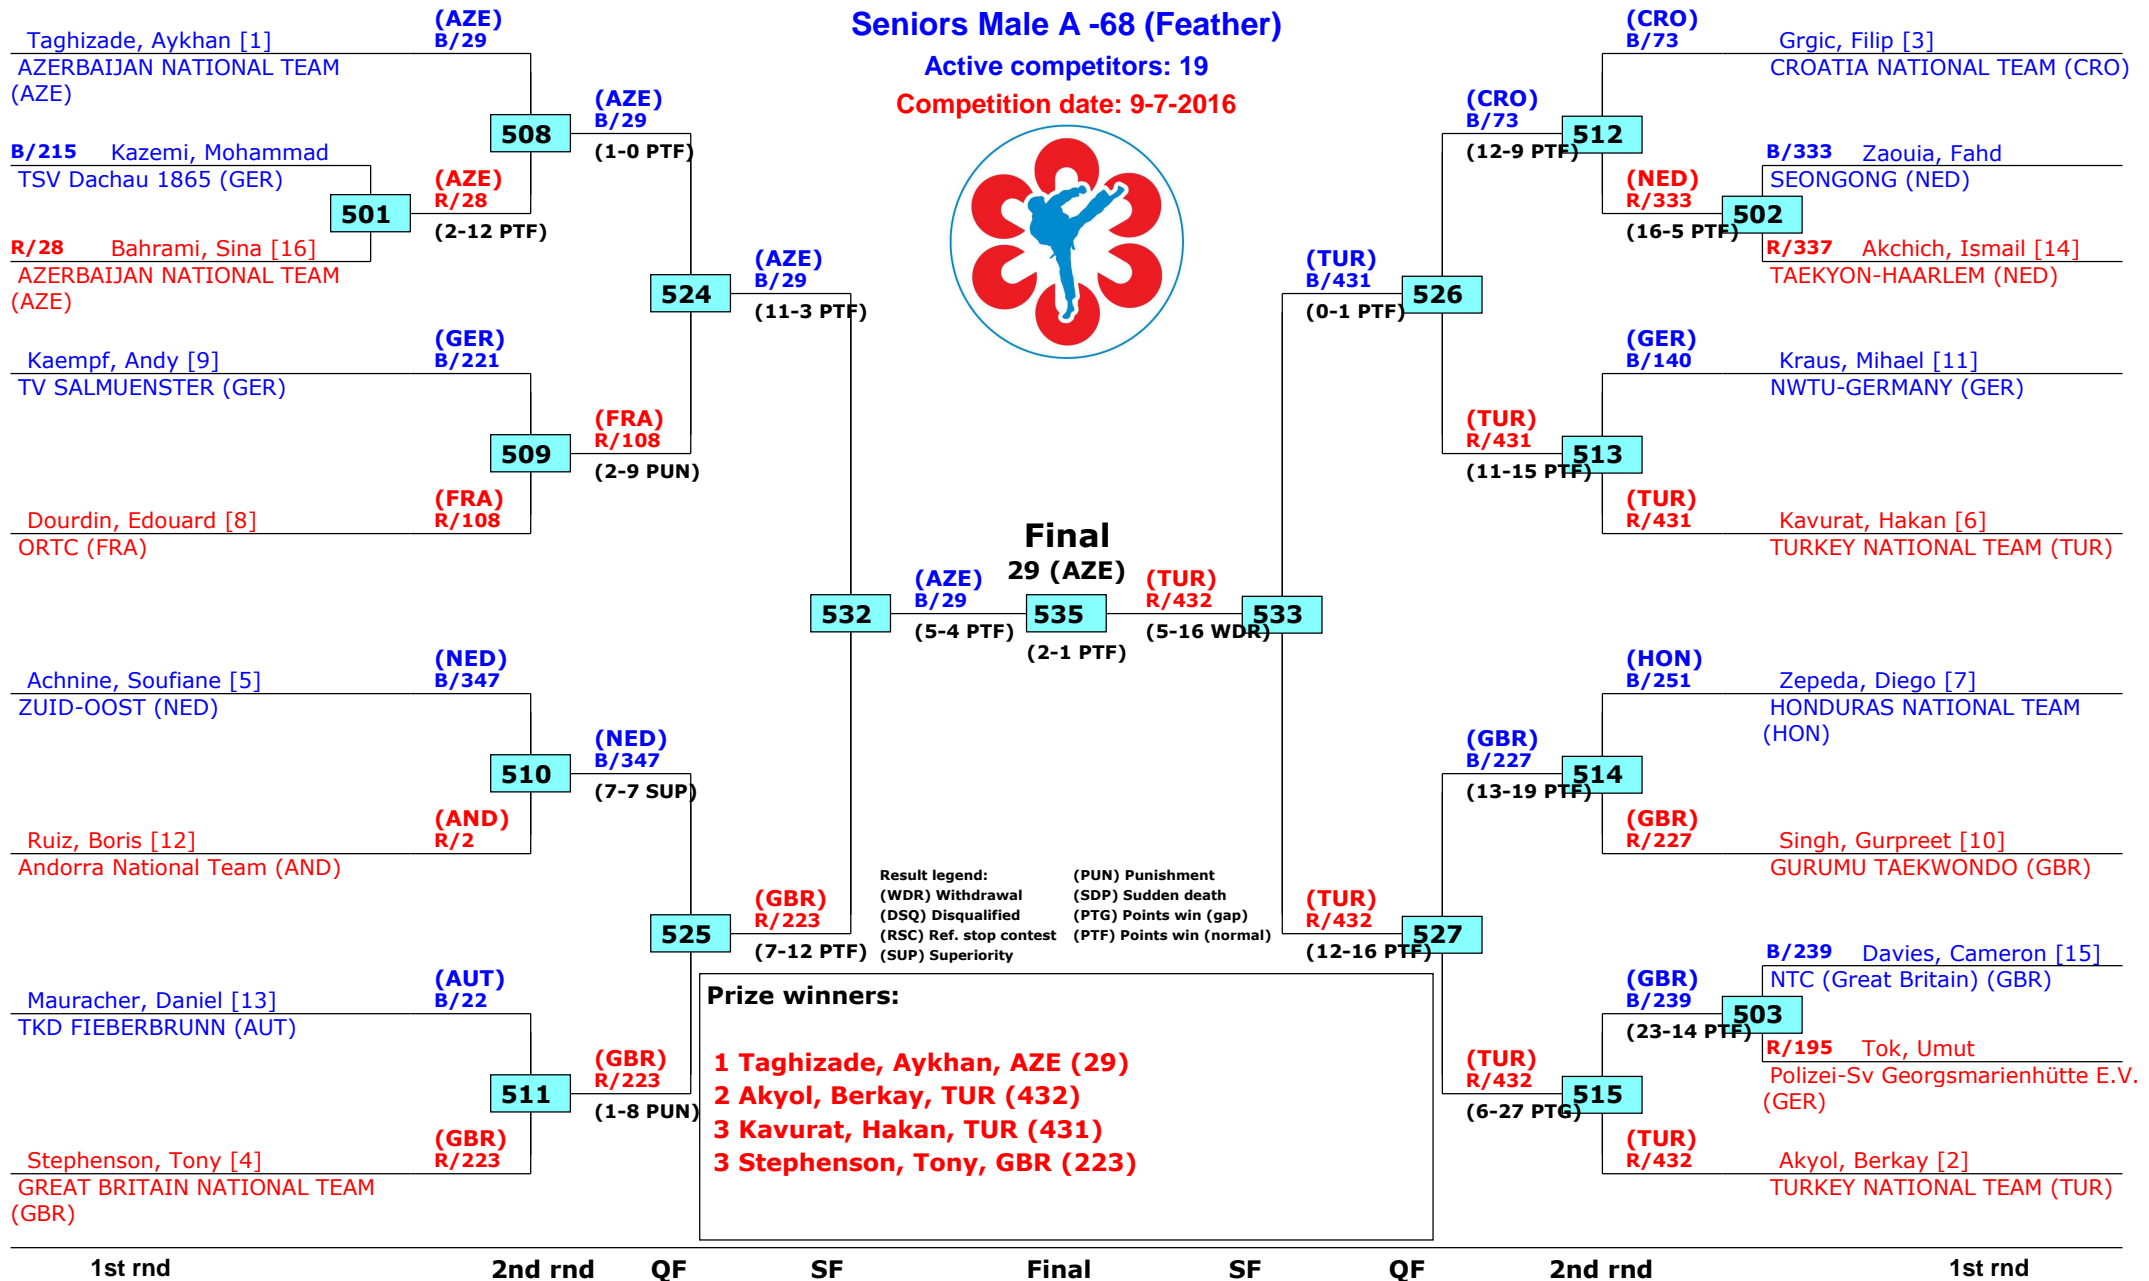 Seniors Male A -68 (Feather)
Active competitors: 19
Competition date: 9-7-2016
Taghizade, Aykhan [1]
AZERBAIJAN NATIONAL TEAM
(AZE)
(AZE)
B/29
B/215 Kazemi, Mohammad
TSV Dachau 1865 (GER)
501
R/28 Bahrami, Sina [16]
AZERBAIJAN NATIONAL TEAM
(AZE)
(AZE)
R/28
(2-12 PTF)
508
(AZE)
B/29
(1-0 PTF)
Kaempf, Andy [9]
TV SALMUENSTER (GER)
(GER)
B/221
509
Dourdin, Edouard [8]
ORTC (FRA)
(FRA)
R/108
(FRA)
R/108
(2-9 PUN)
524
(AZE)
B/29
(11-3 PTF)
Achnine, Soufiane [5]
ZUID-OOST (NED)
(NED)
B/347
510
Ruiz, Boris [12]
Andorra National Team (AND)
(AND)
R/2
(NED)
B/347
(7-7 SUP)
Mauracher, Daniel [13]
TKD FIEBERBRUNN (AUT)
(AUT)
B/22
511
Stephenson, Tony [4]
GREAT BRITAIN NATIONAL TEAM
(GBR)
(GBR)
R/223
(GBR)
R/223
(1-8 PUN)
525
(GBR)
R/223
(7-12 PTF)
532
(AZE)
B/29
(5-4 PTF)
Final
29 (AZE)
535
(2-1 PTF)
(TUR)
R/432
(5-16 WDR)
533
(TUR)
B/431
(0-1 PTF)
526
(CRO)
B/73
(12-9 PTF)
512
(CRO)
B/73
Grgic, Filip [3]
CROATIA NATIONAL TEAM (CRO)
B/333 Zaouia, Fahd
SEONGONG (NED)
(NED)
R/333
(16-5 PTF)
502
R/337 Akchich, Ismail [14]
TAEKYON-HAARLEM (NED)
(GER)
B/140
Kraus, Mihael [11]
NWTU-GERMANY (GER)
(TUR)
R/431
(11-15 PTF)
513
(TUR)
R/431
Kavurat, Hakan [6]
TURKEY NATIONAL TEAM (TUR)
(HON)
B/251
Zepeda, Diego [7]
HONDURAS NATIONAL TEAM
(HON)
(GBR)
B/227
(13-19 PTF)
514
(GBR)
R/227
Singh, Gurpreet [10]
GURUMU TAEKWONDO (GBR)
(TUR)
R/432
(12-16 PTF)
527
B/239 Davies, Cameron [15]
NTC (Great Britain) (GBR)
(GBR)
B/239
(23-14 PTF)
503
R/195 Tok, Umut
Polizei-Sv Georgsmarienhütte E.V.
(GER)
(TUR)
R/432
(6-27 PTG)
515
(TUR)
R/432
Akyol, Berkay [2]
TURKEY NATIONAL TEAM (TUR)
Result legend:
(WDR) Withdrawal
(DSQ) Disqualified
(RSC) Ref. stop contest
(SUP) Superiority
(PUN) Punishment
(SDP) Sudden death
(PTG) Points win (gap)
(PTF) Points win (normal)
Prize winners:
1 Taghizade, Aykhan, AZE (29)
2 Akyol, Berkay, TUR (432)
3 Kavurat, Hakan, TUR (431)
3 Stephenson, Tony, GBR (223)
1st rnd 2nd rnd QF SF Final SF QF 2nd rnd 1st rnd